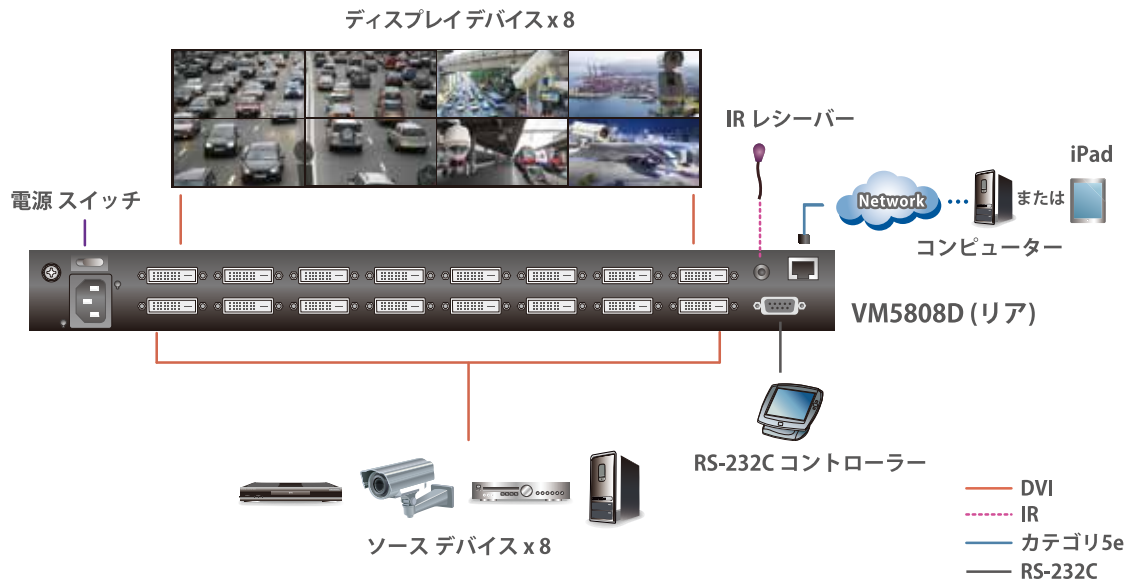 ディスプレイ デバイス x 8
IR レシーバー
iPad
電源 スイッチ
Network
または
コンピューター
VM5808D (リア)
RS-232C コントローラー
ソース デバイス x 8
DVI
IR
カテゴリ5e
RS-232C